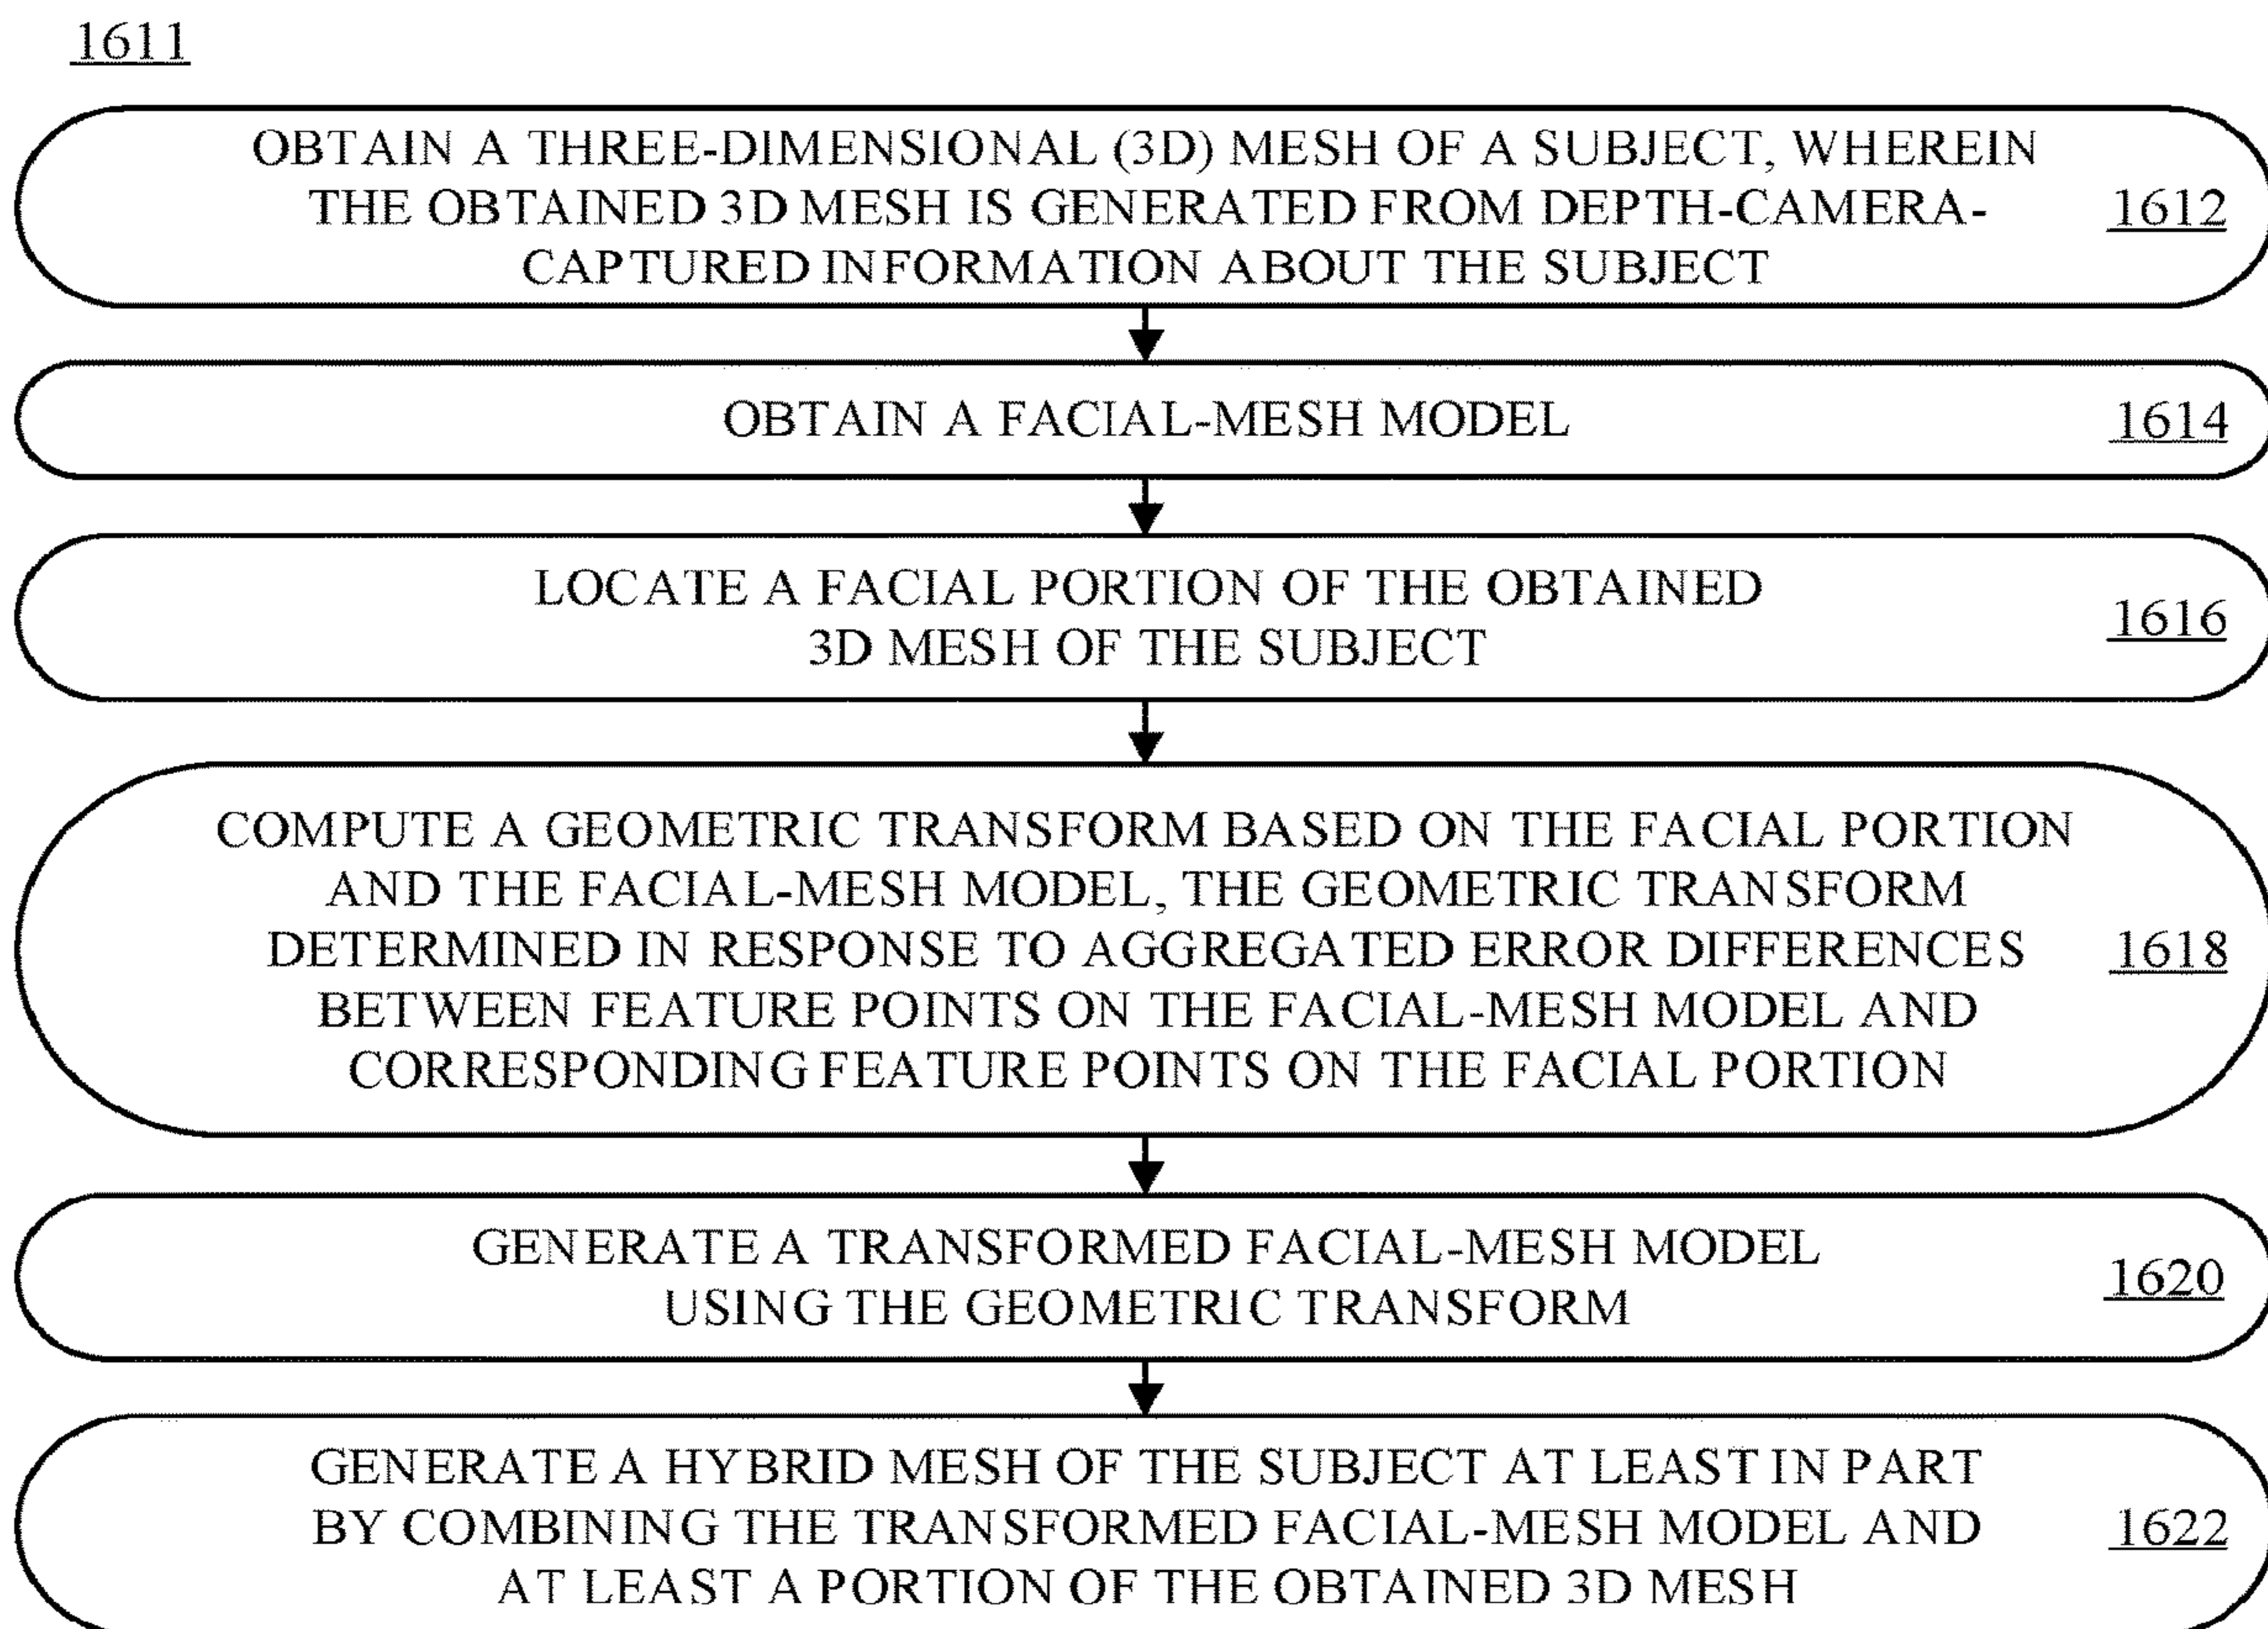 1611
OBTAIN A THREE-DIMENSIONAL (3D) MESH OF A SUBJECT, WHEREIN
THE OBTAINED 3D MESH IS GENERATED FROM DEPTH-CAMERA-
CAPTURED INFORMATION ABOUT THE SUBJECT
1612
OBTAIN A FACIAL-MESH MODEL
1614
LOCATE A FACIAL PORTION OF THE OBTAINED
3D MESH OF THE SUBJECT
1616
COMPUTE A GEOMETRIC TRANSFORM BASED ON THE FACIAL PORTION
AND THE FACIAL-MESH MODEL, THE GEOMETRIC TRANSFORM
DETERMINED IN RESPONSE TO AGGREGATED ERROR DIFFERENCES
BETWEEN FEATURE POINTS ON THE FACIAL-MESH MODEL AND
CORRESPONDING FEATURE POINTS ON THE FACIAL PORTION
1618
GENERATE A TRANSFORMED FACIAL-MESH MODEL
USING THE GEOMETRIC TRANSFORM
1620
GENERATE A HYBRID MESH OF THE SUBJECT AT LEAST IN PART
BY COMBINING THE TRANSFORMED FACIAL-MESH MODEL AND
AT LEAST A PORTION OF THE OBTAINED 3D MESH
1622